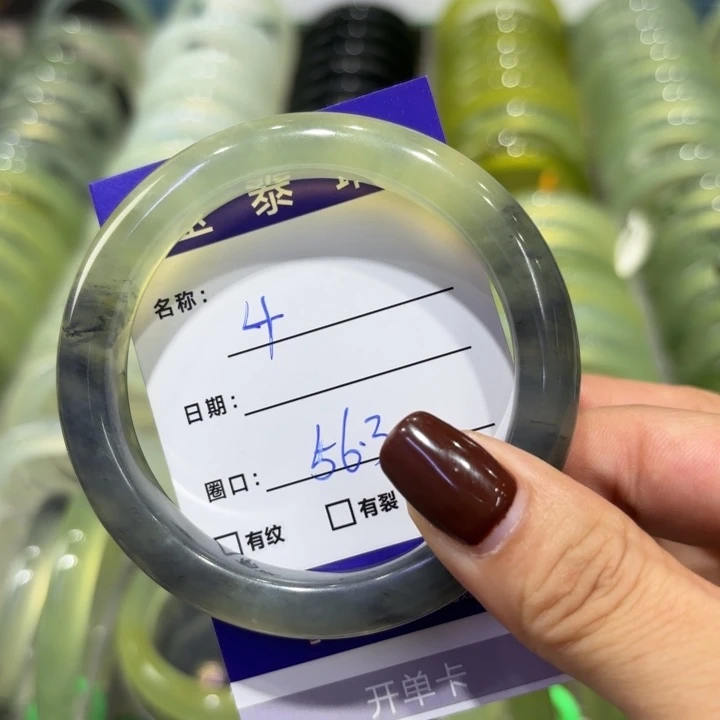 泰
名称： 4
日期：
圈口： 56.3
□有纹 □有裂
开单卡